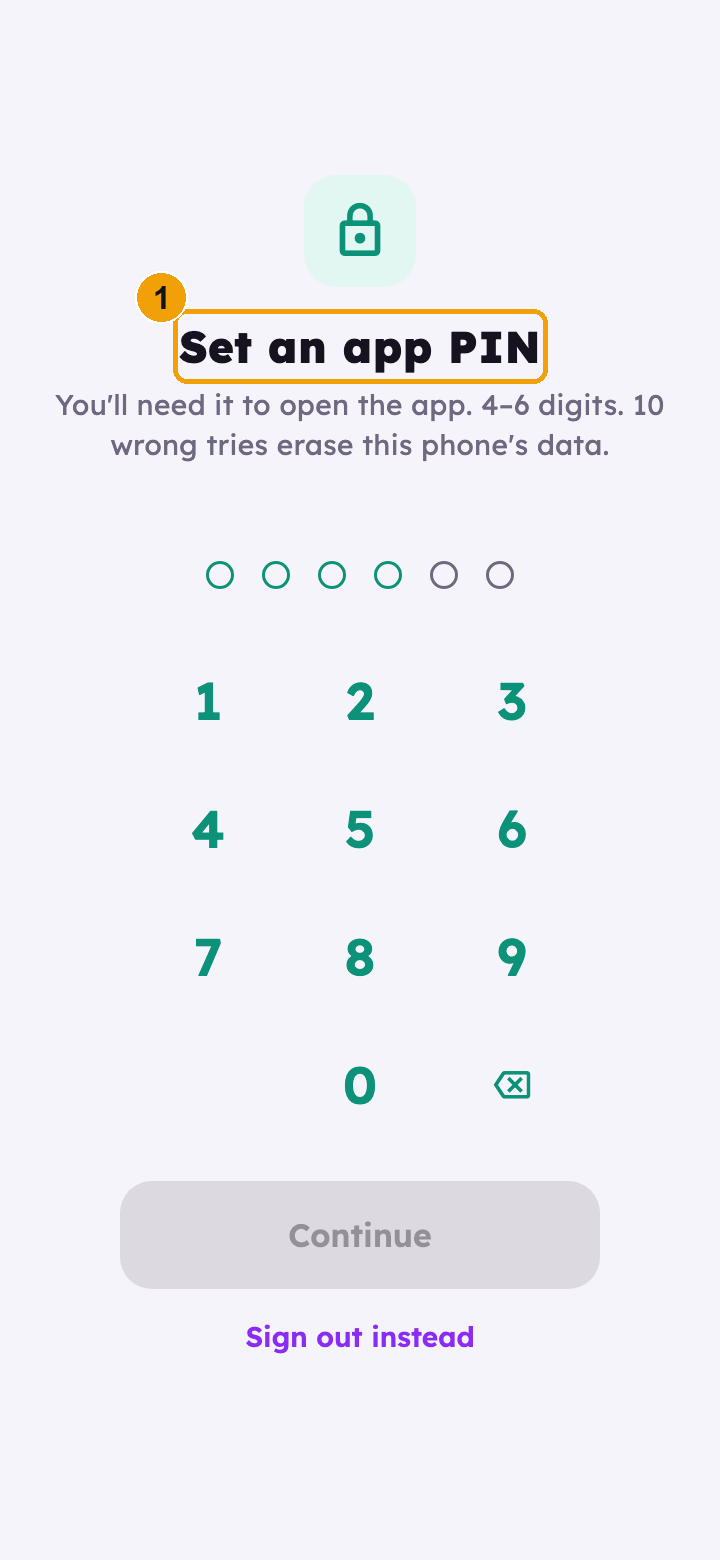 1
Set an app PIN
You'll need it to open the app. 4–6 digits. 10
wrong tries erase this phone's data.
1 2 3
4 5 6
7 8 9
0
Continue
Sign out instead